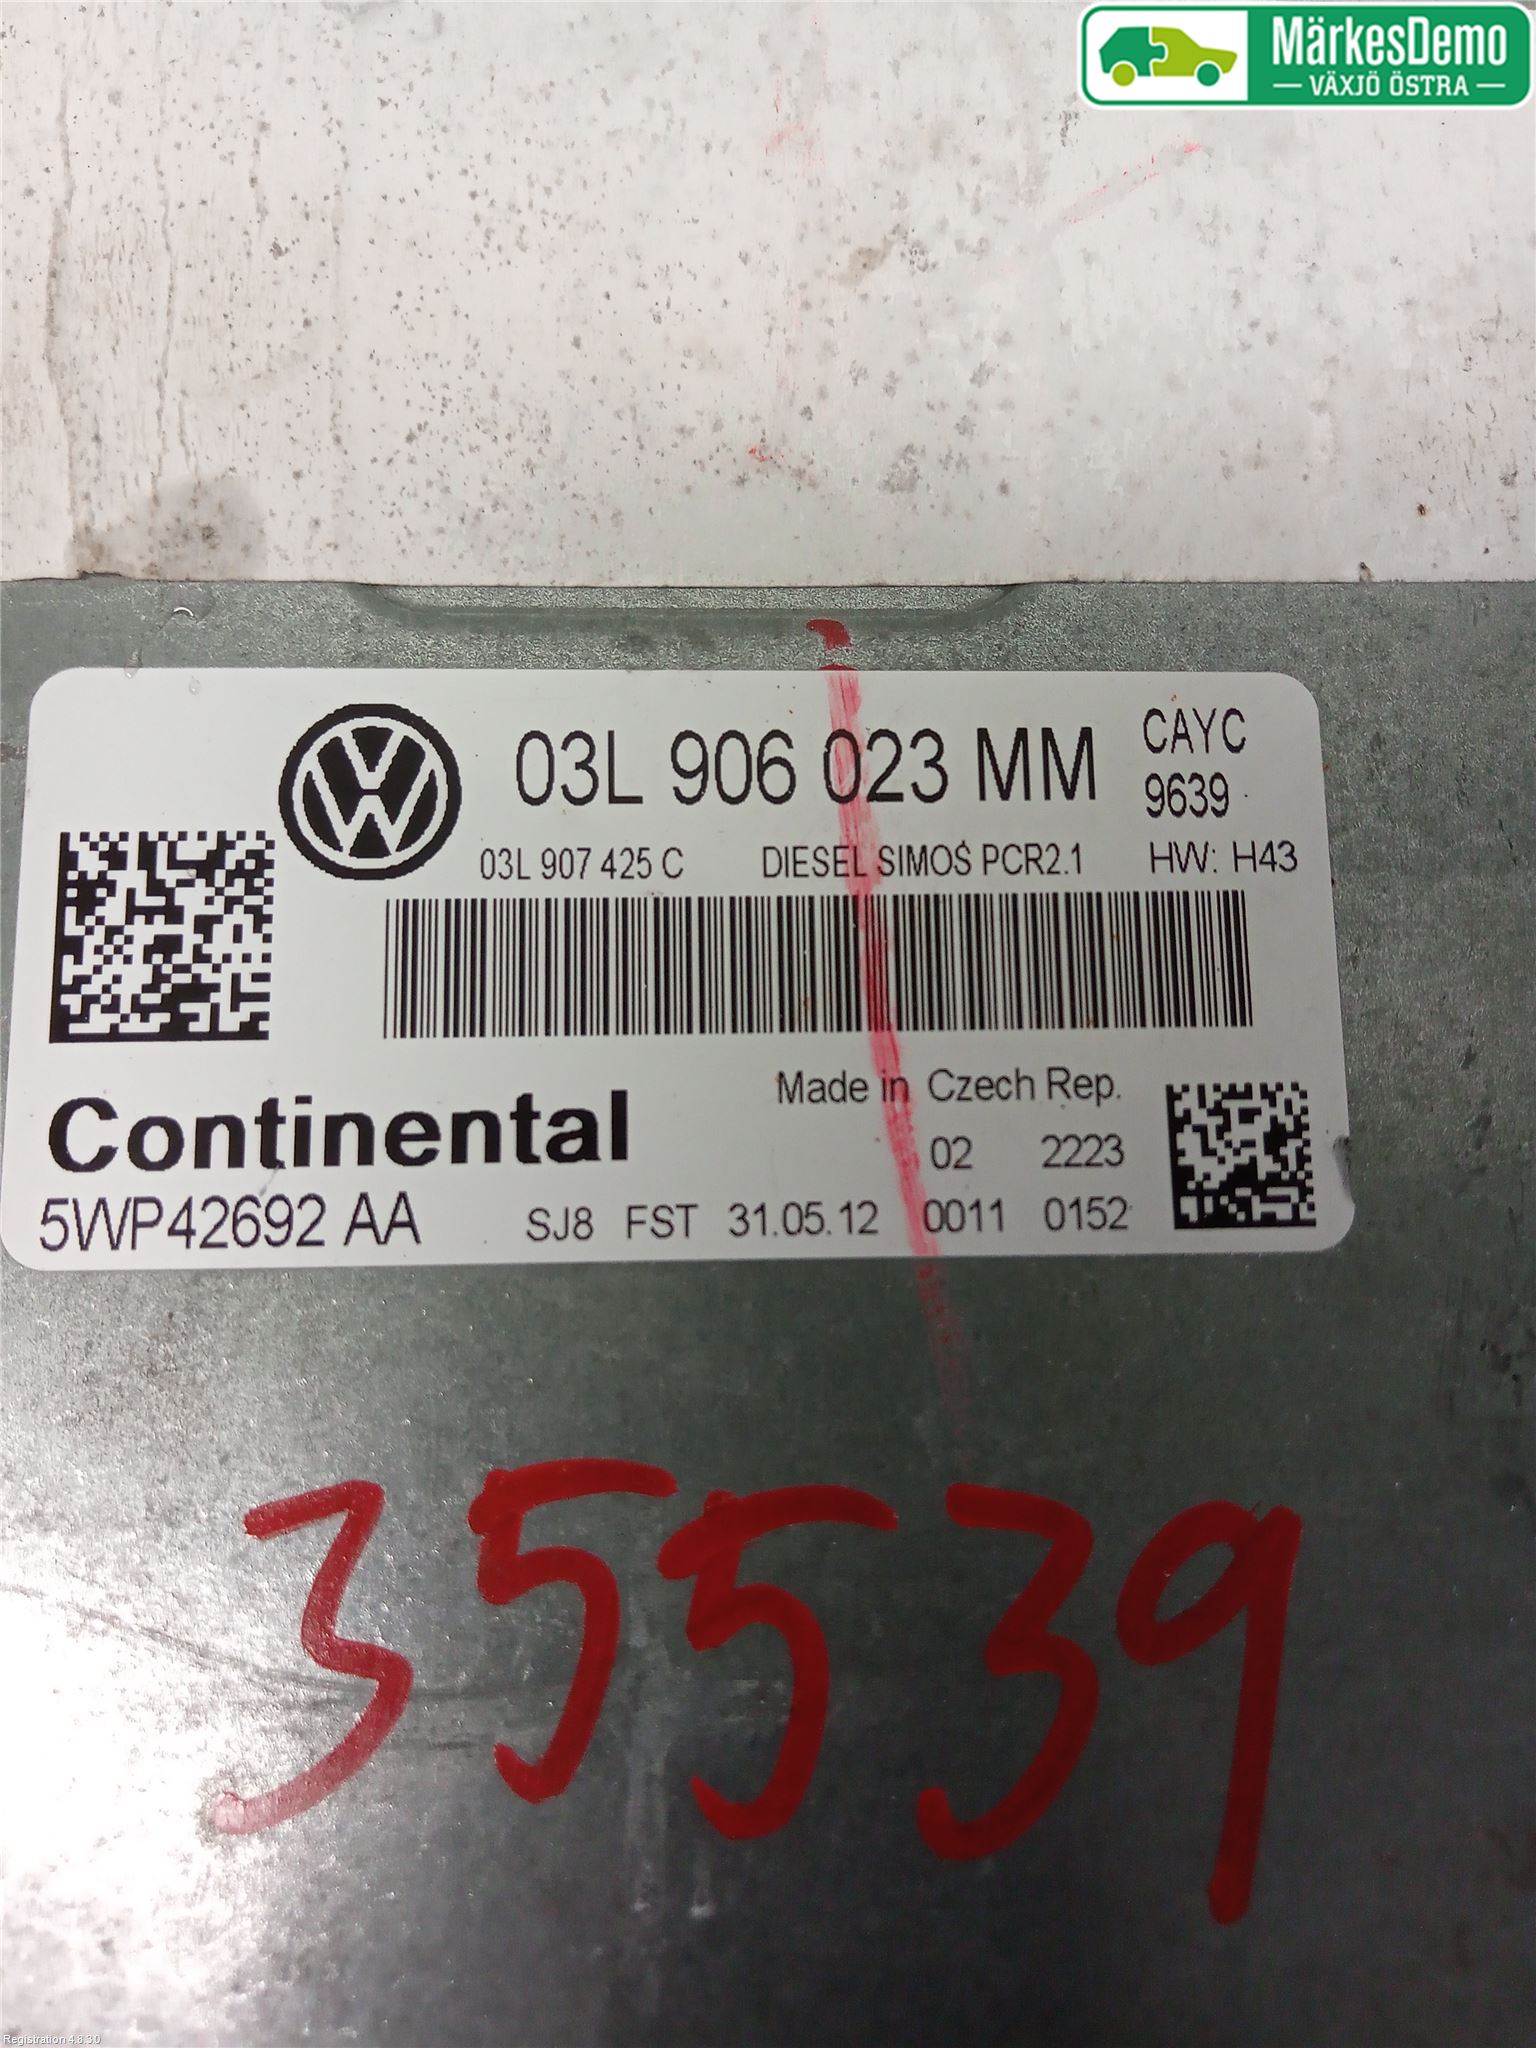 MärkesDemo
VÄXJÖ ÖSTRA
03L 906 023 MM
CAYC
9639
03L 907 425 C DIESEL SIMOS PCR2.1 HW: H43
Continental
Made in Czech Rep.
02 2223
5WP42692 AA SJ8 FST 31.05.12 0011 0152
35539
Registration 4.8.3.0